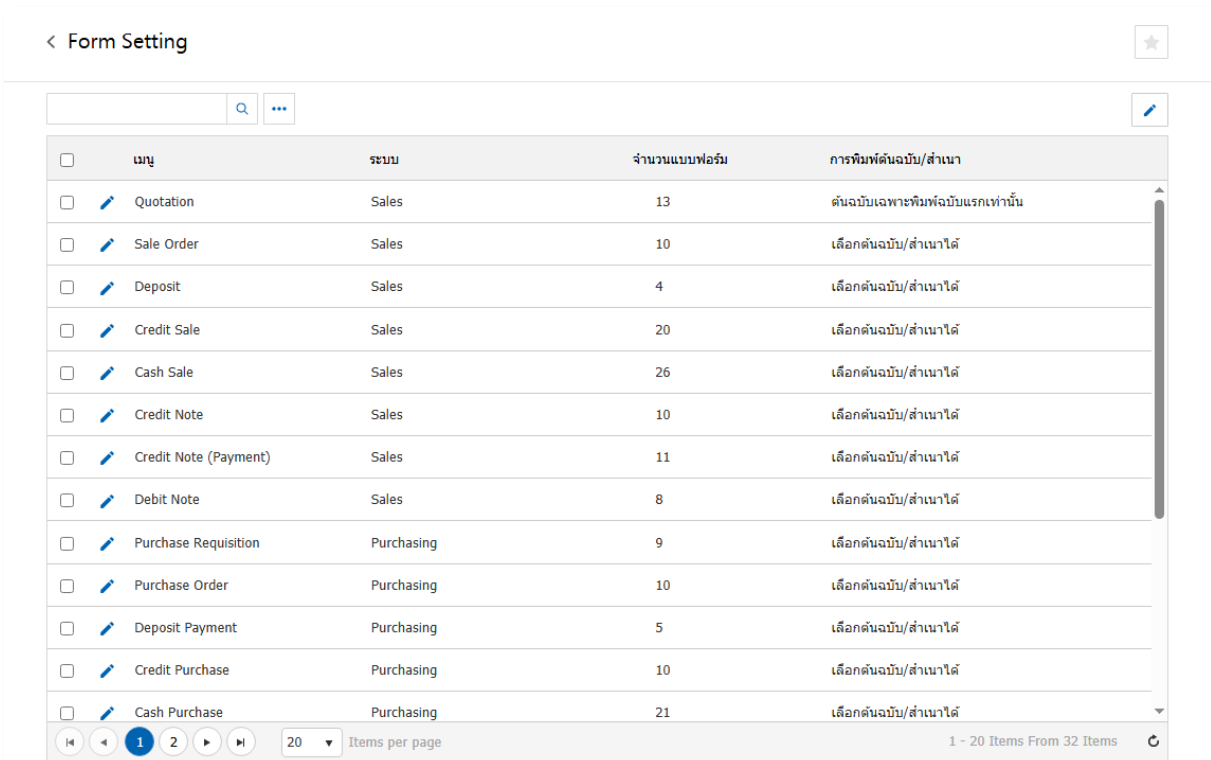 Form Setting
เมนู ระบบ จำนวนแบบฟอร์ม การพิมพ์ต้นฉบับ/สำเนา
Quotation Sales 13 ต้นฉบับเฉพาะพิมพ์ฉบับแรกเท่านั้น
Sale Order Sales 10 เลือกต้นฉบับ/สำเนาได้
Deposit Sales 4 เลือกต้นฉบับ/สำเนาได้
Credit Sale Sales 20 เลือกต้นฉบับ/สำเนาได้
Cash Sale Sales 26 เลือกต้นฉบับ/สำเนาได้
Credit Note Sales 10 เลือกต้นฉบับ/สำเนาได้
Credit Note (Payment) Sales 11 เลือกต้นฉบับ/สำเนาได้
Debit Note Sales 8 เลือกต้นฉบับ/สำเนาได้
Purchase Requisition Purchasing 9 เลือกต้นฉบับ/สำเนาได้
Purchase Order Purchasing 10 เลือกต้นฉบับ/สำเนาได้
Deposit Payment Purchasing 5 เลือกต้นฉบับ/สำเนาได้
Credit Purchase Purchasing 10 เลือกต้นฉบับ/สำเนาได้
Cash Purchase Purchasing 21 เลือกต้นฉบับ/สำเนาได้
1 2 20 Items per page 1 - 20 Items From 32 Items